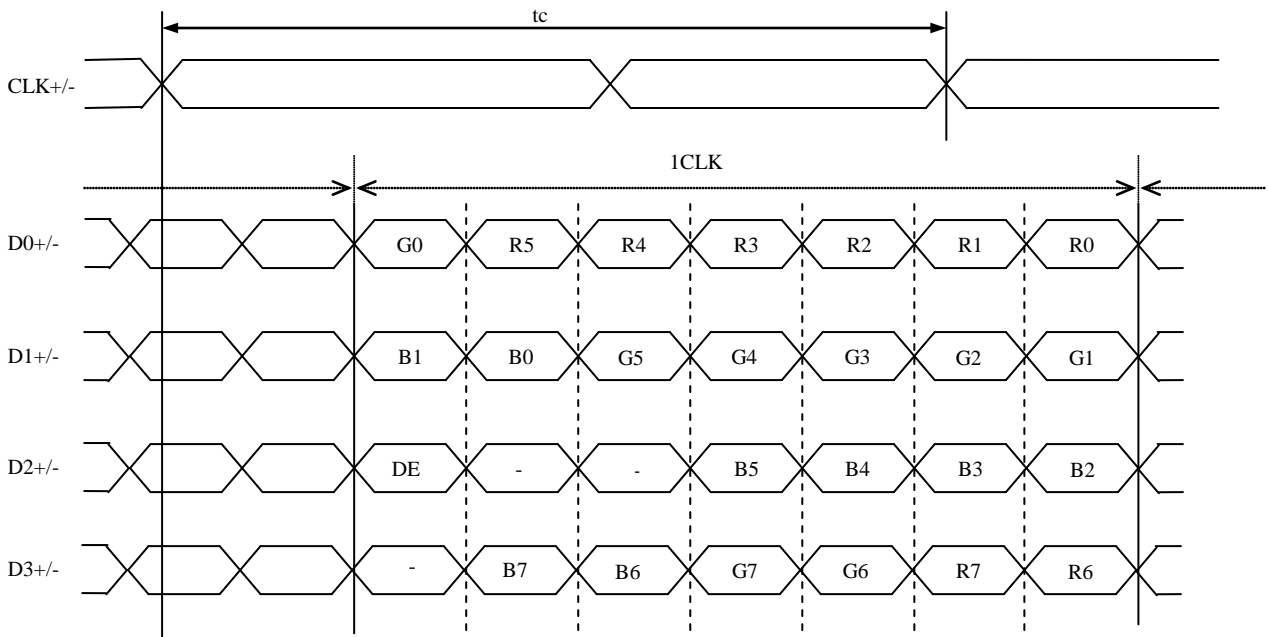 tc
CLK+/-
1CLK
D0+/- G0 R5 R4 R3 R2 R1 R0
D1+/- B1 B0 G5 G4 G3 G2 G1
D2+/- DE - - B5 B4 B3 B2
D3+/- - B7 B6 G7 G6 R7 R6